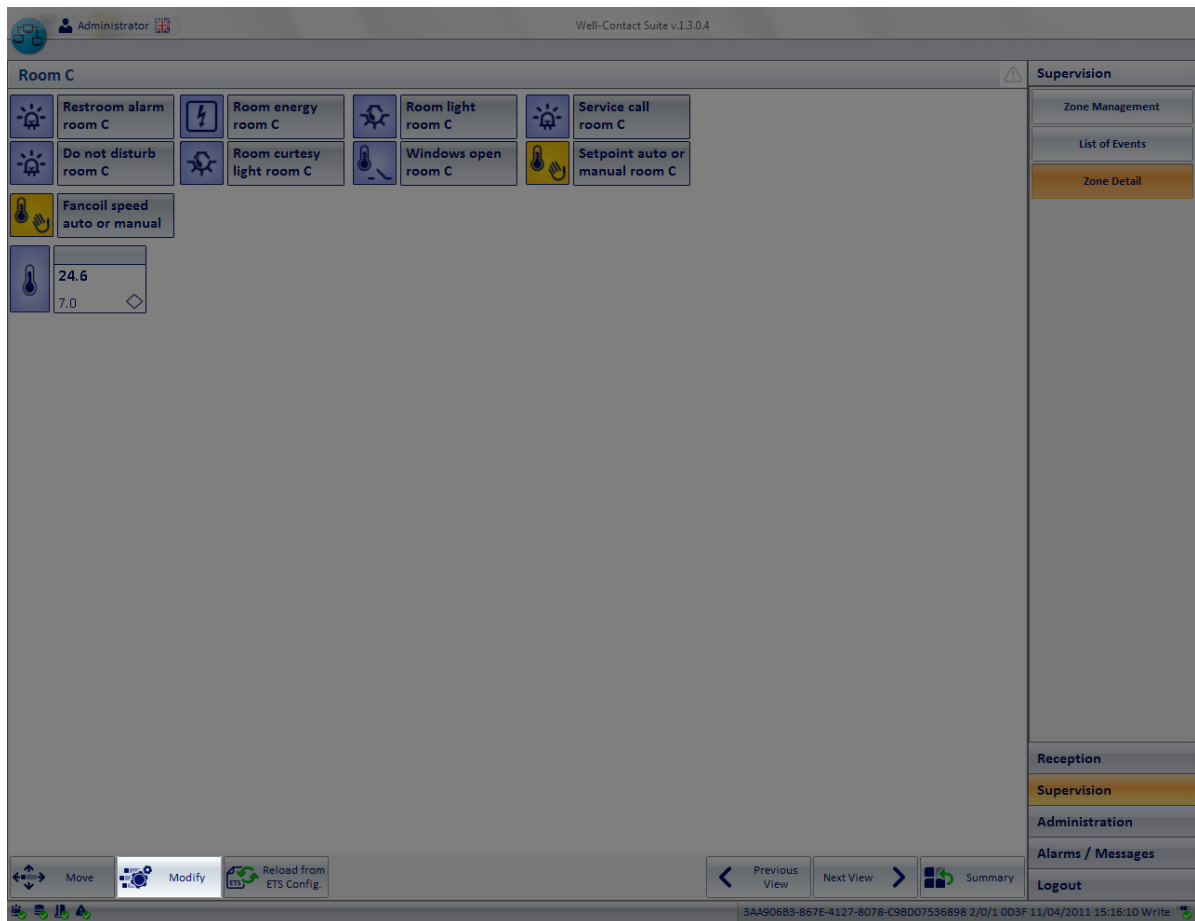 Administrator
Well-Contact Suite v.1.3.0.4
Room C
Restroom alarm
room C
Room energy
room C
Room light
room C
Service call
room C
Do not disturb
room C
Room curtesy
light room C
Windows open
room C
Setpoint auto or
manual room C
Fancoil speed
auto or manual
24.6
7.0
Supervision
Zone Management
List of Events
Zone Detail
Reception
Supervision
Administration
Alarms / Messages
Logout
Move
Modify
ETS
Reload from
ETS Config.
Previous
View
Next View
Summary
3AA906B3-867E-4127-8078-C9BD07536898 2/0/1 0D3F 11/04/2011 15:16:10 Write